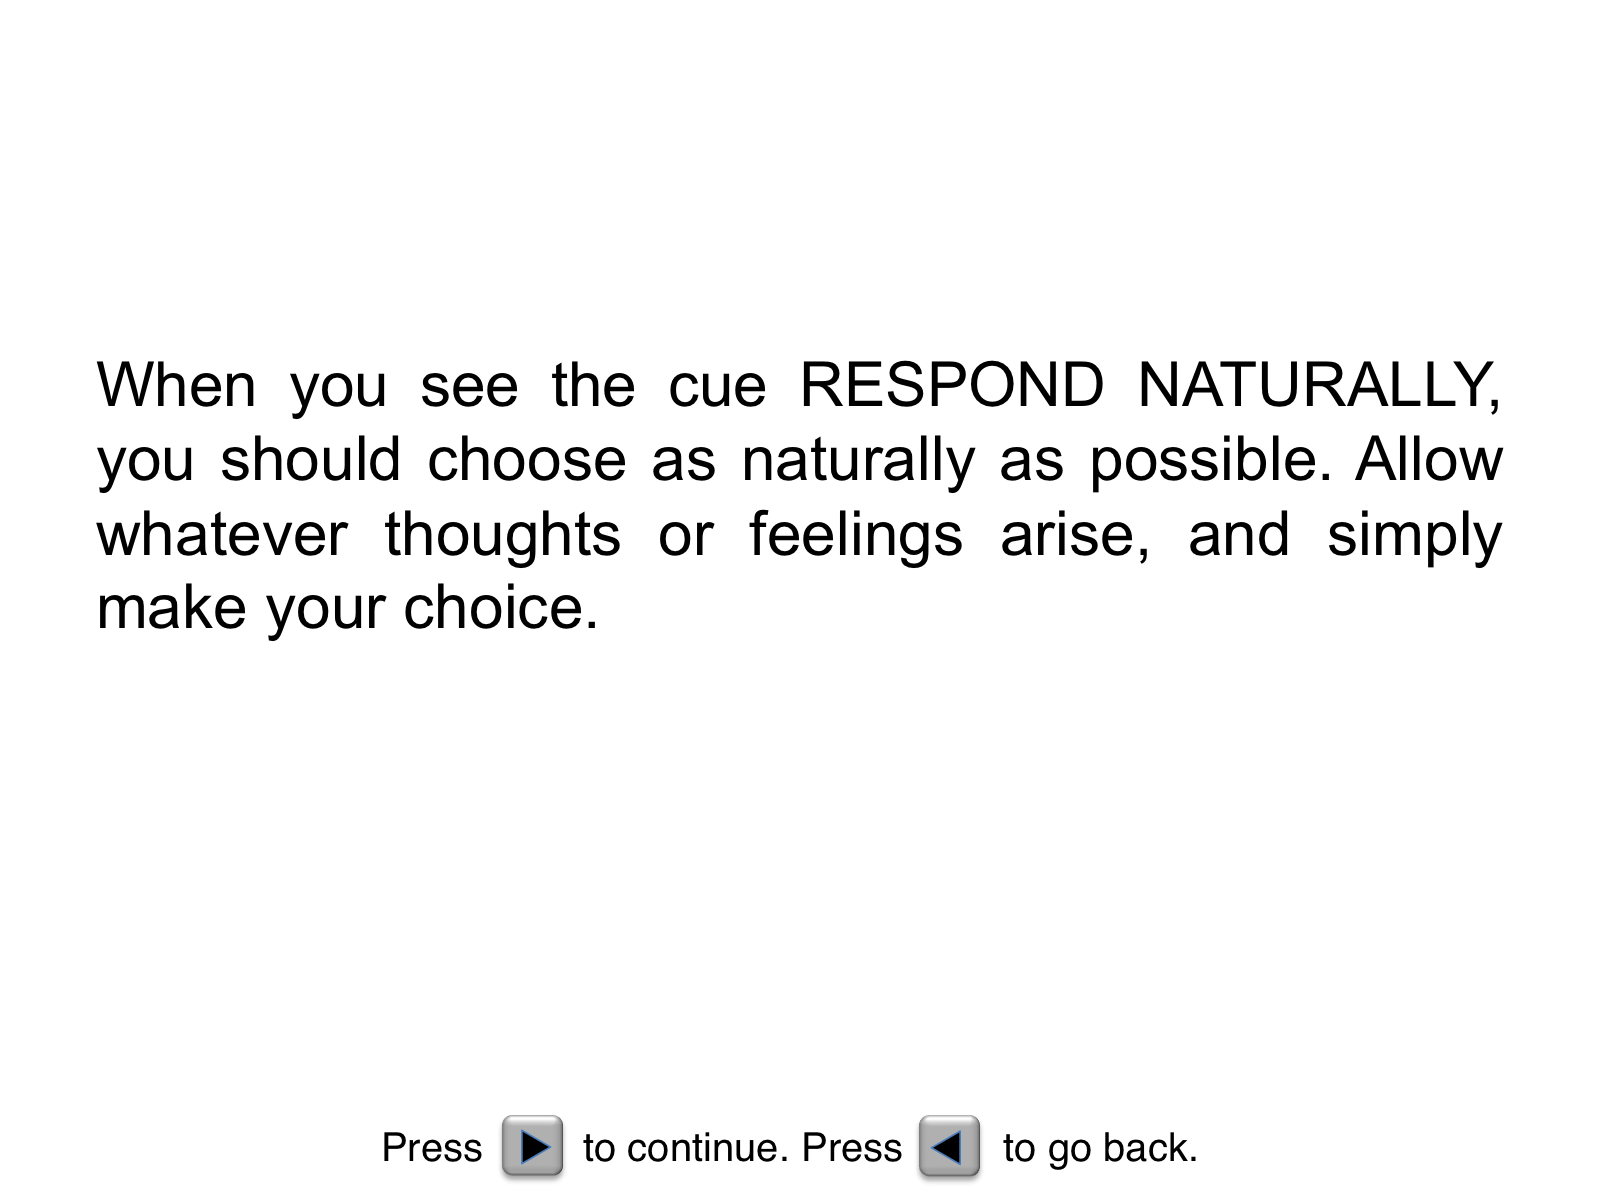 When you see the cue RESPOND NATURALLY,
you should choose as naturally as possible. Allow
whatever thoughts or feelings arise, and simply
make your choice.
Press to continue. Press to go back.